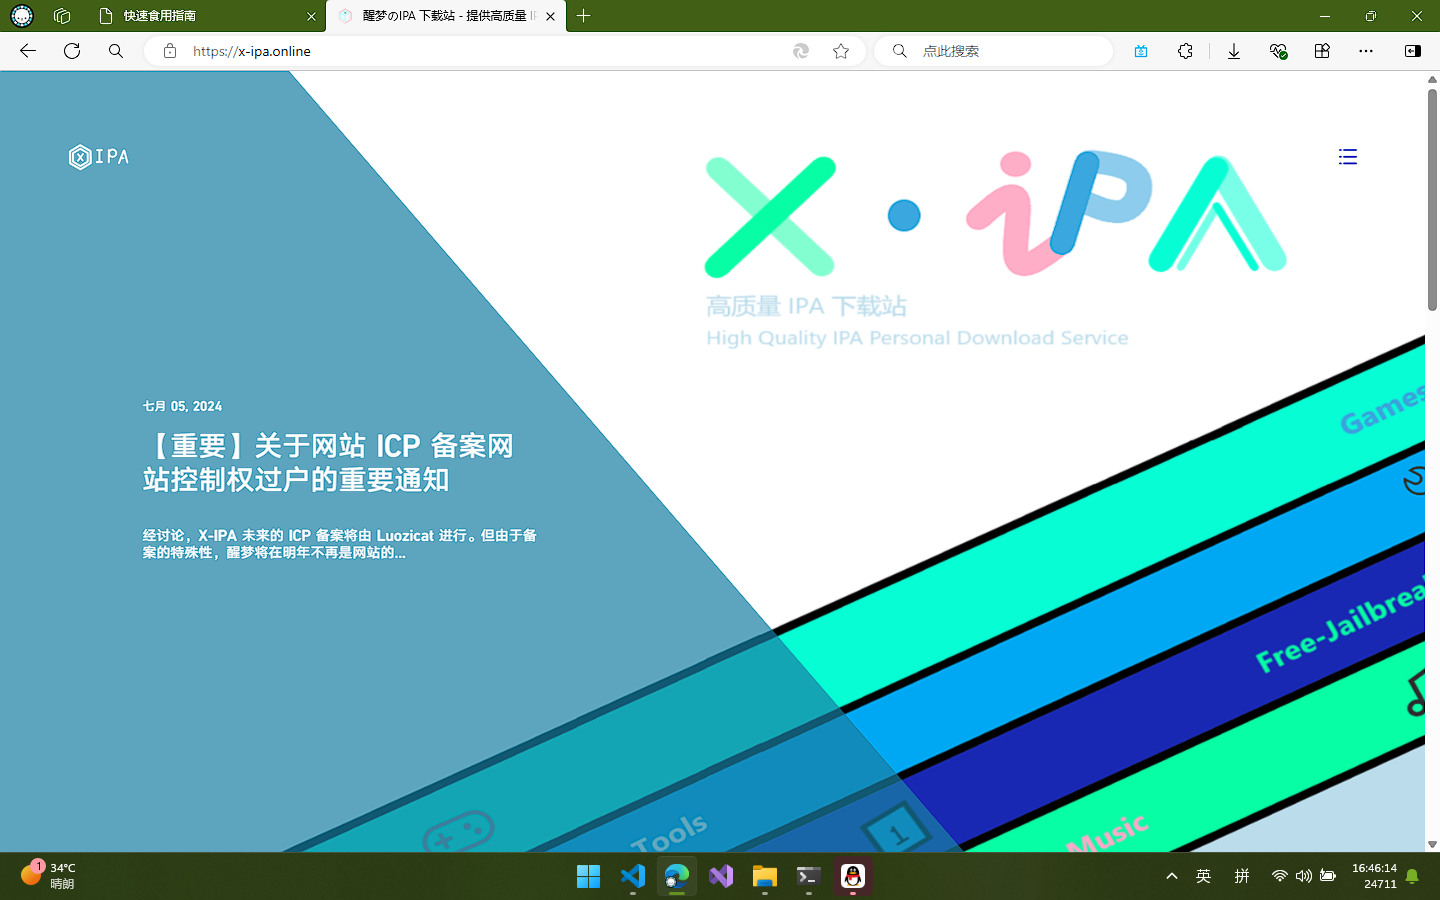 快速食用指南
醒梦のIPA 下载站 - 提供高质量 IP
https://x-ipa.online
点此搜索
X IPA
X · iPA
高质量 IPA 下载站
High Quality IPA Personal Download Service
七月 05, 2024
【重要】关于网站 ICP 备案网
站控制权过户的重要通知
经讨论，X-IPA 未来的 ICP 备案将由 Luozicat 进行。但由于备
案的特殊性，醒梦将在明年不再是网站的...
Games
Free-Jailbrea
Tools
1
Music
1
34°C
晴朗
英
拼
16:46:14
24711